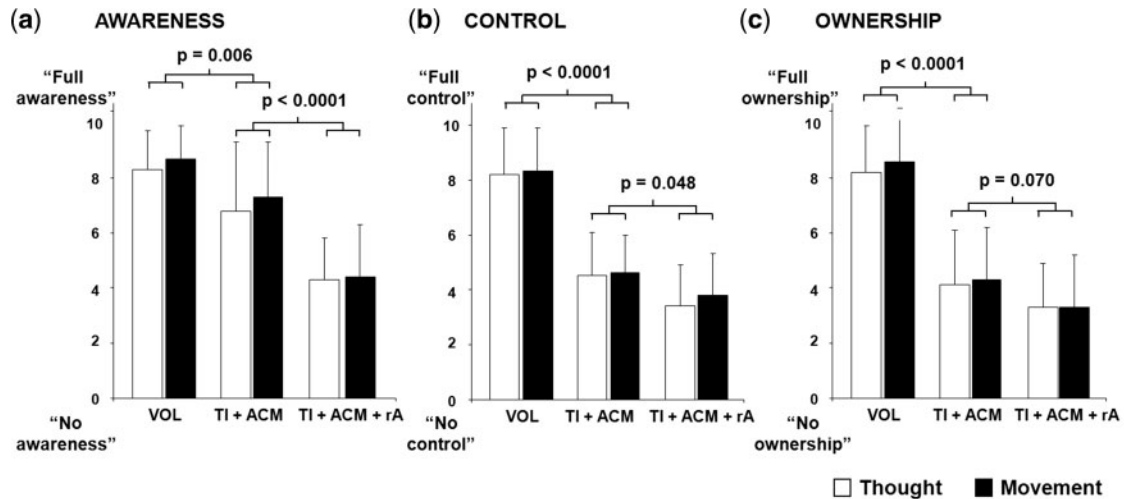 (a) AWARENESS
p = 0.006
“Full awareness”
p < 0.0001
10
8
6
4
2
0
VOL TI + ACM TI + ACM + rA
“No awareness”
(b) CONTROL
“Full control”
p < 0.0001
10
8
p = 0.048
6
4
2
0
VOL TI + ACM TI + ACM + rA
“No control”
(c) OWNERSHIP
“Full ownership”
p < 0.0001
10
8
p = 0.070
6
4
2
0
VOL TI + ACM TI + ACM + rA
“No ownership”
Thought Movement